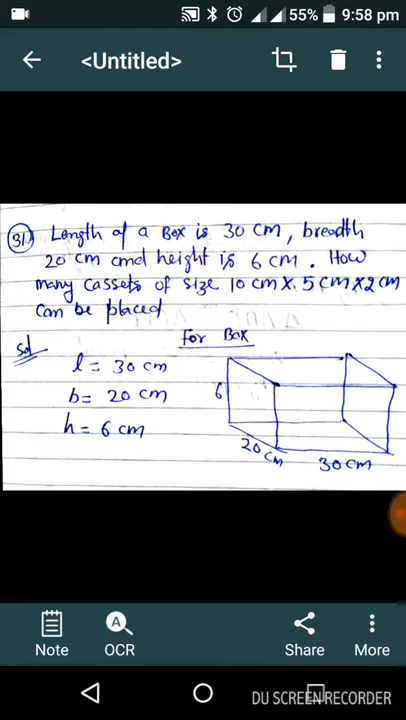 55% 9:58 pm
<Untitled>
31) Length of a Box is 30 cm, breadth
20 cm and height is 6 cm. How
many cassets of size 10 cm X 5 cm X 2 cm
can be placed
Sol
For Box
l = 30 cm
b = 20 cm
h = 6 cm
6
20 cm
30 cm
A
Note OCR Share More
DU SCREEN RECORDER